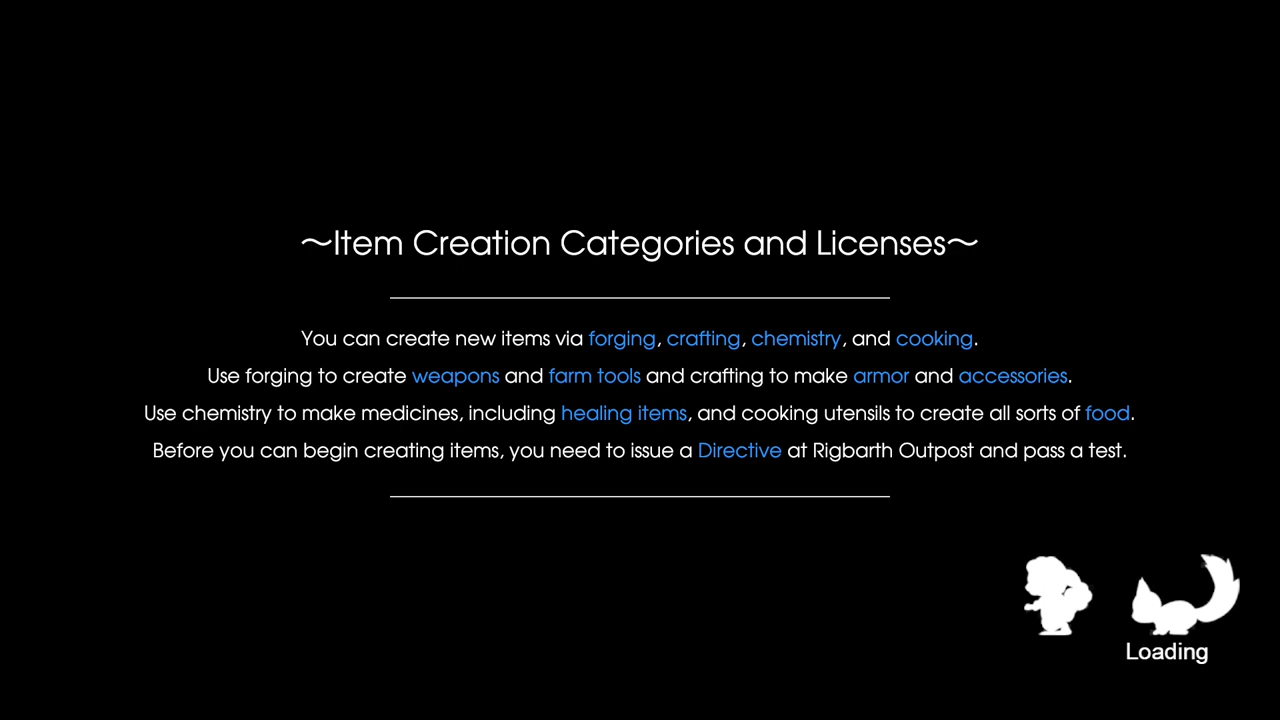 ～Item Creation Categories and Licenses～
You can create new items via forging, crafting, chemistry, and cooking.
Use forging to create weapons and farm tools and crafting to make armor and accessories.
Use chemistry to make medicines, including healing items, and cooking utensils to create all sorts of food.
Before you can begin creating items, you need to issue a Directive at Rigbarth Outpost and pass a test.
Loading